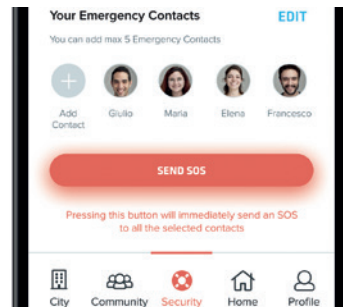 Your Emergency Contacts EDIT
You can add max 5 Emergency Contacts
Add Contact Giulio Maria Elena Francesco
SEND SOS
Pressing this button will immediately send an SOS
to all the selected contacts
City Community Security Home Profile